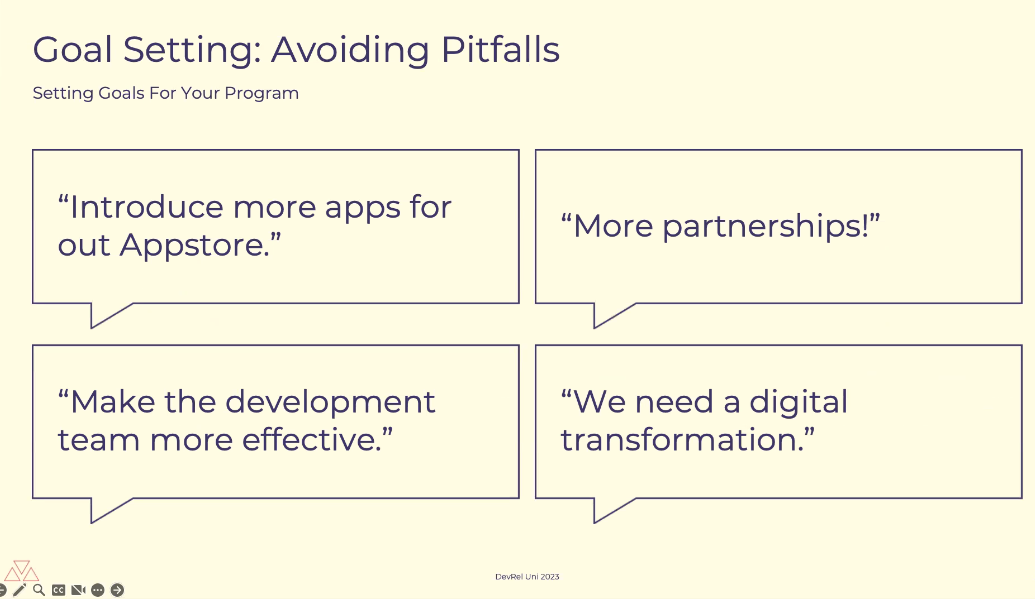 Goal Setting: Avoiding Pitfalls
Setting Goals For Your Program
“Introduce more apps for
out Appstore.”
“More partnerships!”
“Make the development
team more effective.”
“We need a digital
transformation.”
DevRel Uni 2023
CC